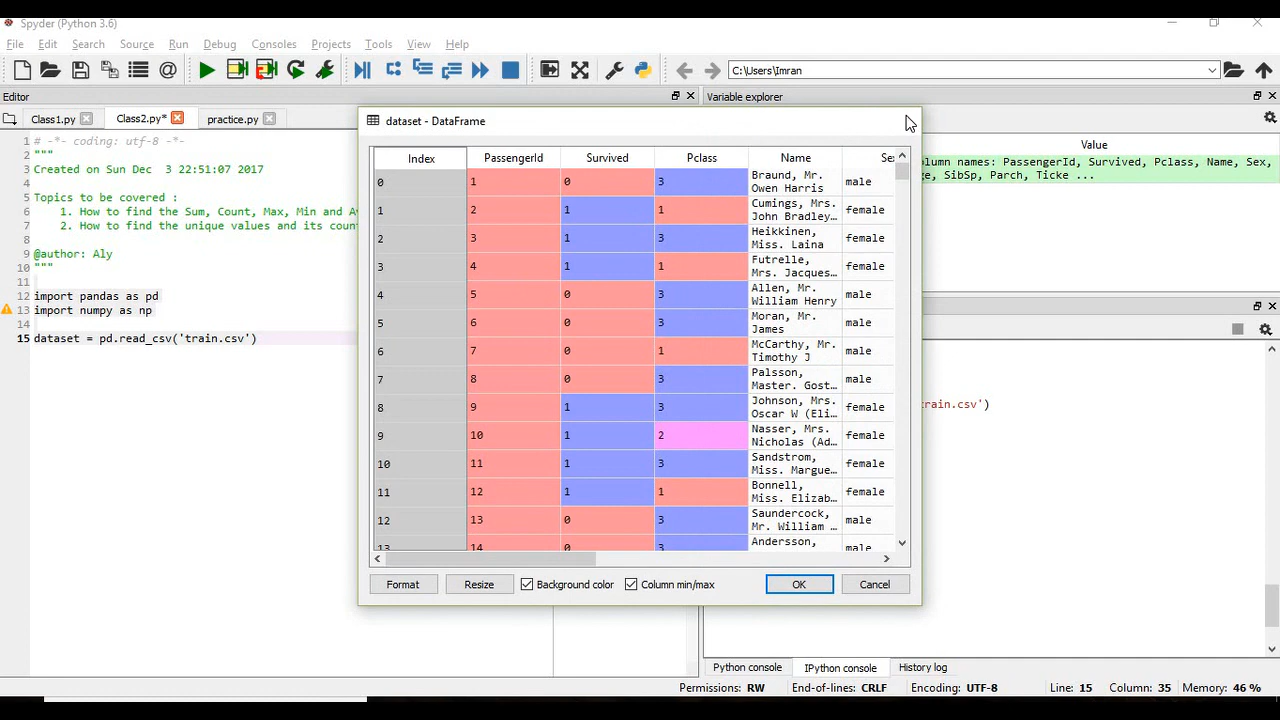 Spyder (Python 3.6)
File Edit Search Source Run Debug Consoles Projects Tools View Help
C:\Users\Imran
Editor
Variable explorer
Class1.py Class2.py* practice.py
1 # -*- coding: utf-8 -*-
2 """
3 Created on Sun Dec  3 22:51:07 2017
4
5 Topics to be covered :
6     1. How to find the Sum, Count, Max, Min and Av
7     2. How to find the unique values and its coun
8
9 @author: Aly
10 """
11
12 import pandas as pd
13 import numpy as np
14
15 dataset = pd.read_csv('train.csv')
dataset - DataFrame
Index PassengerId Survived Pclass Name Sex
0 1 0 3 Braund, Mr. Owen Harris male
1 2 1 1 Cumings, Mrs. John Bradley… female
2 3 1 3 Heikkinen, Miss. Laina female
3 4 1 1 Futrelle, Mrs. Jacques… female
4 5 0 3 Allen, Mr. William Henry male
5 6 0 3 Moran, Mr. James male
6 7 0 1 McCarthy, Mr. Timothy J male
7 8 0 3 Palsson, Master. Gost… male
8 9 1 3 Johnson, Mrs. Oscar W (Eli… female
9 10 1 2 Nasser, Mrs. Nicholas (Ad… female
10 11 1 3 Sandstrom, Miss. Margue… female
11 12 1 1 Bonnell, Miss. Elizab… female
12 13 0 3 Saundercock, Mr. William … male
13 14 0 3 Andersson, male
Format Resize Background color Column min/max OK Cancel
Value
lumn names: PassengerId, Survived, Pclass, Name, Sex,
ge, SibSp, Parch, Ticke ...
train.csv')
Python console IPython console History log
Permissions: RW End-of-lines: CRLF Encoding: UTF-8 Line: 15 Column: 35 Memory: 46 %